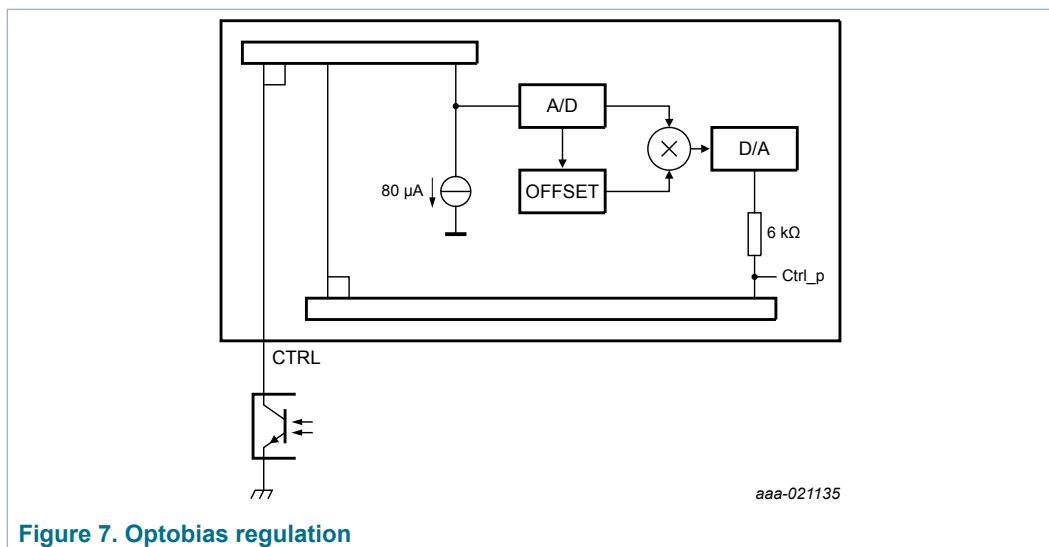 A/D
D/A
80 µA
OFFSET
6 kΩ
Ctrl_p
CTRL
aaa-021135
Figure 7. Optobias regulation